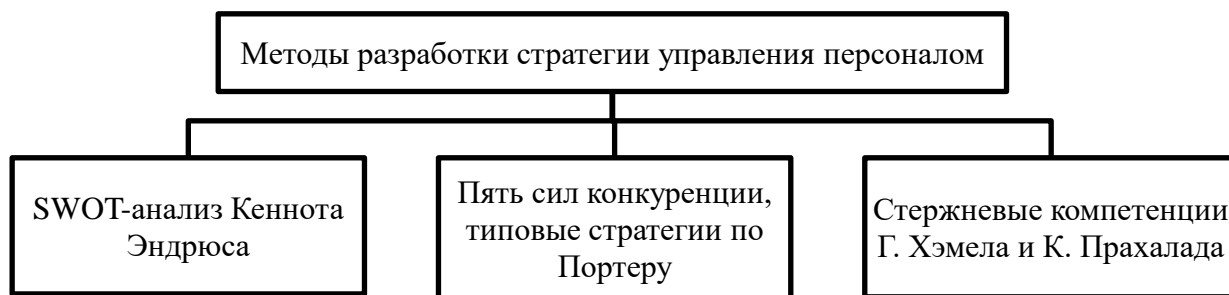 Методы разработки стратегии управления персоналом
SWOT-анализ Кеннота
Эндрюса
Пять сил конкуренции,
типовые стратегии по
Портеру
Стержневые компетенции
Г. Хэмела и К. Прахалада